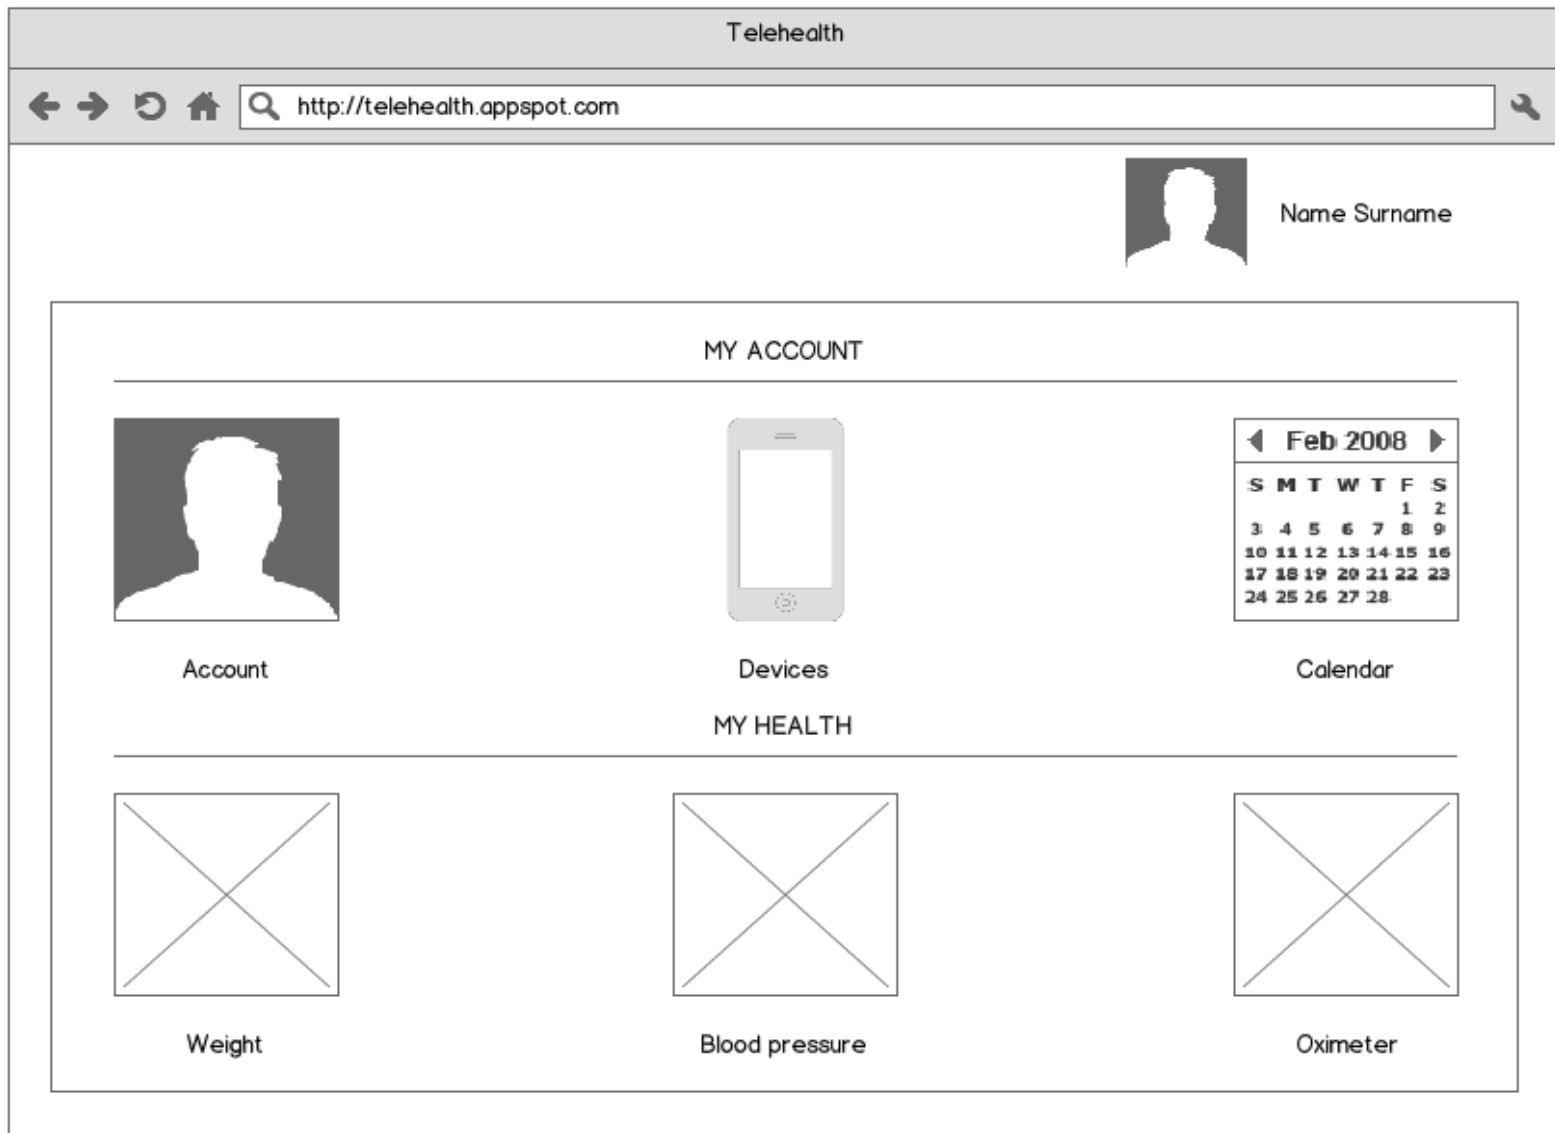 Telehealth
http://telehealth.appspot.com
Name Surname
MY ACCOUNT
Feb 2008
S M T W T F S
1 2
3 4 5 6 7 8 9
10 11 12 13 14 15 16
17 18 19 20 21 22 23
24 25 26 27 28
Account Devices Calendar
MY HEALTH
Weight Blood pressure Oximeter